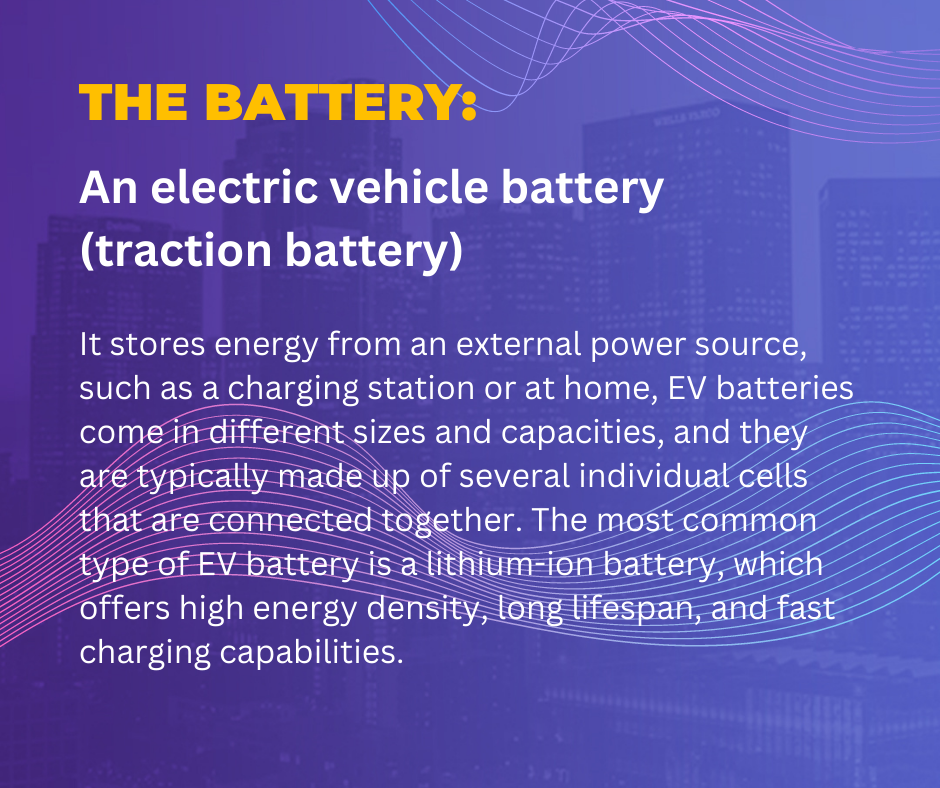 THE BATTERY:
An electric vehicle battery
(traction battery)
It stores energy from an external power source,
such as a charging station or at home, EV batteries
come in different sizes and capacities, and they
are typically made up of several individual cells
that are connected together. The most common
type of EV battery is a lithium-ion battery, which
offers high energy density, long lifespan, and fast
charging capabilities.
WELLS FARGO